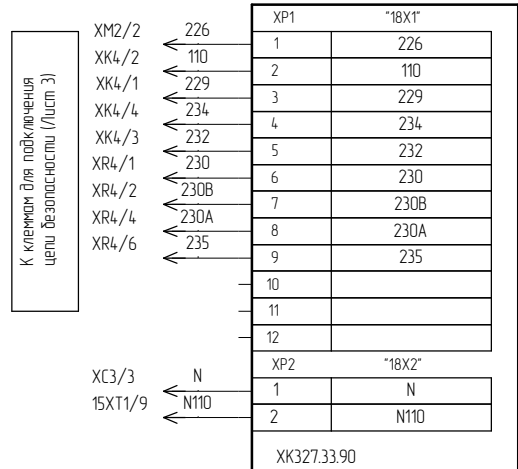 К клеммам для подключения
цепи безопасности (Лист 3)
XP1 "18X1"
XM2/2 226 1 226
XK4/2 110 2 110
XK4/1 229 3 229
XK4/4 234 4 234
XK4/3 232 5 232
XR4/1 230 6 230
XR4/2 230B 7 230B
XR4/4 230A 8 230A
XR4/6 235 9 235
10
11
12
XP2 "18X2"
XC3/3 N 1 N
15XT1/9 N110 2 N110
XK327.33.90